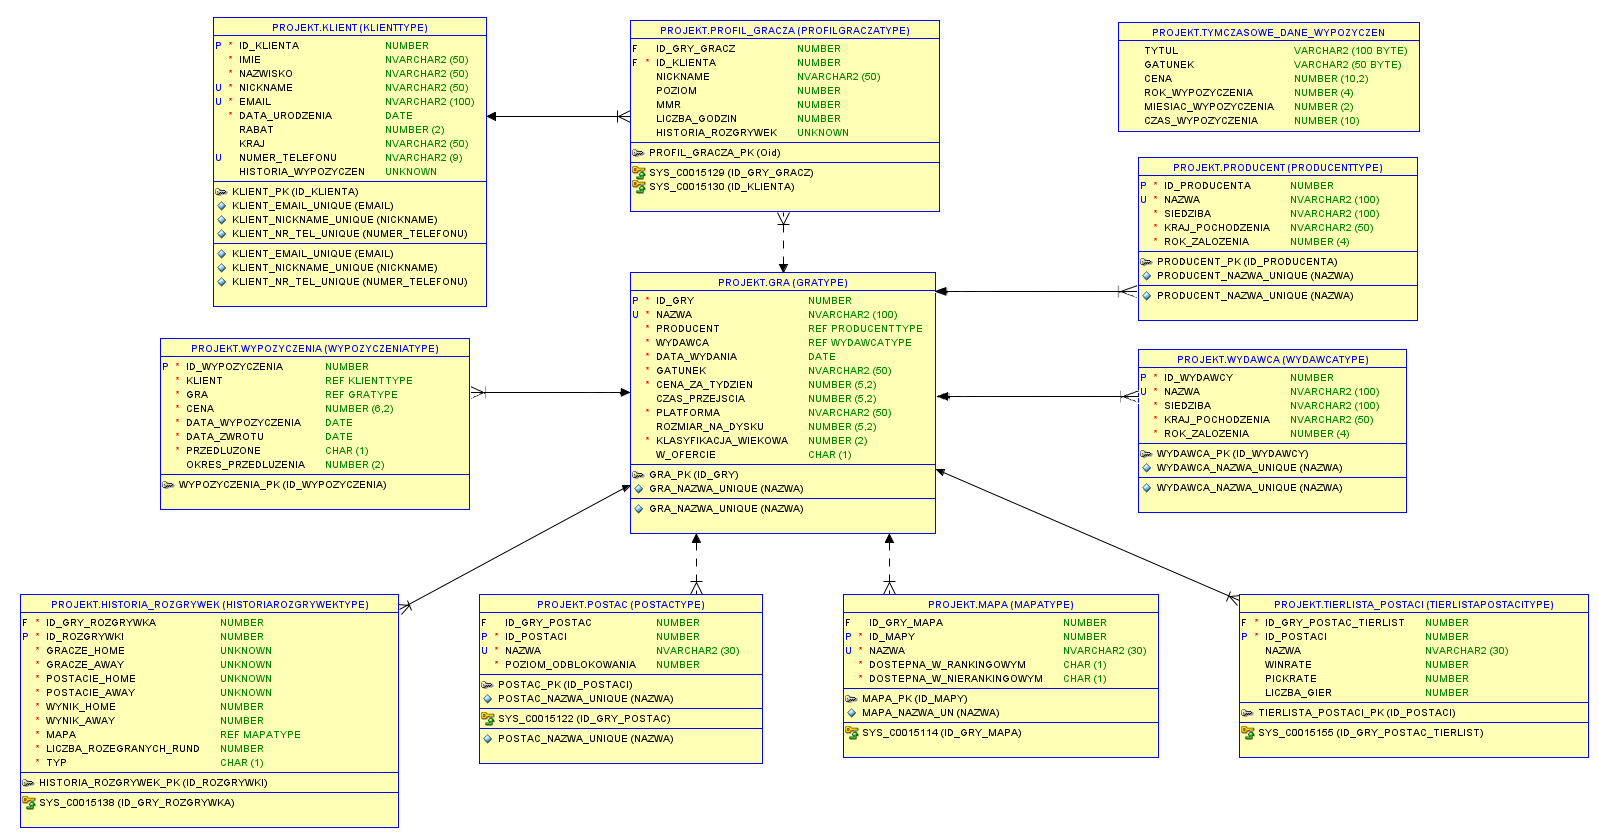 PROJEKT.KLIENT (KLIENTTYPE)
P * ID_KLIENTA NUMBER
* IMIE NVARCHAR2 (50)
* NAZWISKO NVARCHAR2 (50)
U * NICKNAME NVARCHAR2 (50)
U * EMAIL NVARCHAR2 (100)
* DATA_URODZENIA DATE
RABAT NUMBER (2)
KRAJ NVARCHAR2 (50)
U NUMER_TELEFONU NVARCHAR2 (9)
HISTORIA_WYPOZYCZEN UNKNOWN
KLIENT_PK (ID_KLIENTA)
KLIENT_EMAIL_UNIQUE (EMAIL)
KLIENT_NICKNAME_UNIQUE (NICKNAME)
KLIENT_NR_TEL_UNIQUE (NUMER_TELEFONU)
KLIENT_EMAIL_UNIQUE (EMAIL)
KLIENT_NICKNAME_UNIQUE (NICKNAME)
KLIENT_NR_TEL_UNIQUE (NUMER_TELEFONU)
PROJEKT.PROFIL_GRACZA (PROFILGRACZATYPE)
F ID_GRY_GRACZ NUMBER
F * ID_KLIENTA NUMBER
NICKNAME NVARCHAR2 (50)
POZIOM NUMBER
MMR NUMBER
LICZBA_GODZIN NUMBER
HISTORIA_ROZGRYWEK UNKNOWN
PROFIL_GRACZA_PK (Oid)
SYS_C0015129 (ID_GRY_GRACZ)
SYS_C0015130 (ID_KLIENTA)
PROJEKT.TYMCZASOWE_DANE_WYPOZYCZEN
TYTUL VARCHAR2 (100 BYTE)
GATUNEK VARCHAR2 (50 BYTE)
CENA NUMBER (10,2)
ROK_WYPOZYCZENIA NUMBER (4)
MIESIAC_WYPOZYCZENIA NUMBER (2)
CZAS_WYPOZYCZENIA NUMBER (10)
PROJEKT.PRODUCENT (PRODUCENTTYPE)
P * ID_PRODUCENTA NUMBER
U * NAZWA NVARCHAR2 (100)
* SIEDZIBA NVARCHAR2 (100)
* KRAJ_POCHODZENIA NVARCHAR2 (50)
* ROK_ZALOZENIA NUMBER (4)
PRODUCENT_PK (ID_PRODUCENTA)
PRODUCENT_NAZWA_UNIQUE (NAZWA)
PRODUCENT_NAZWA_UNIQUE (NAZWA)
PROJEKT.GRA (GRATYPE)
P * ID_GRY NUMBER
U * NAZWA NVARCHAR2 (100)
* PRODUCENT REF PRODUCENTTYPE
* WYDAWCA REF WYDAWCATYPE
* DATA_WYDANIA DATE
* GATUNEK NVARCHAR2 (50)
* CENA_ZA_TYDZIEN NUMBER (5,2)
CZAS_PRZEJSCIA NUMBER (5,2)
* PLATFORMA NVARCHAR2 (50)
ROZMIAR_NA_DYSKU NUMBER (5,2)
* KLASYFIKACJA_WIEKOWA NUMBER (2)
W_OFERCIE CHAR (1)
GRA_PK (ID_GRY)
GRA_NAZWA_UNIQUE (NAZWA)
GRA_NAZWA_UNIQUE (NAZWA)
PROJEKT.WYPOZYCZENIA (WYPOZYCZENIATYPE)
P * ID_WYPOZYCZENIA NUMBER
* KLIENT REF KLIENTTYPE
* GRA REF GRATYPE
* CENA NUMBER (6,2)
* DATA_WYPOZYCZENIA DATE
* DATA_ZWROTU DATE
* PRZEDLUZONE CHAR (1)
OKRES_PRZEDLUZENIA NUMBER (2)
WYPOZYCZENIA_PK (ID_WYPOZYCZENIA)
PROJEKT.WYDAWCA (WYDAWCATYPE)
P * ID_WYDAWCY NUMBER
U * NAZWA NVARCHAR2 (100)
* SIEDZIBA NVARCHAR2 (100)
* KRAJ_POCHODZENIA NVARCHAR2 (50)
* ROK_ZALOZENIA NUMBER (4)
WYDAWCA_PK (ID_WYDAWCY)
WYDAWCA_NAZWA_UNIQUE (NAZWA)
WYDAWCA_NAZWA_UNIQUE (NAZWA)
PROJEKT.HISTORIA_ROZGRYWEK (HISTORIAROZGRYWEKTYPE)
F * ID_GRY_ROZGRYWKA NUMBER
P * ID_ROZGRYWKI NUMBER
* GRACZE_HOME UNKNOWN
* GRACZE_AWAY UNKNOWN
* POSTACIE_HOME UNKNOWN
* POSTACIE_AWAY UNKNOWN
* WYNIK_HOME NUMBER
* WYNIK_AWAY NUMBER
* MAPA REF MAPATYPE
* LICZBA_ROZEGRANYCH_RUND NUMBER
* TYP CHAR (1)
HISTORIA_ROZGRYWEK_PK (ID_ROZGRYWKI)
SYS_C0015138 (ID_GRY_ROZGRYWKA)
PROJEKT.POSTAC (POSTACTYPE)
F ID_GRY_POSTAC NUMBER
P * ID_POSTACI NUMBER
U * NAZWA NVARCHAR2 (30)
* POZIOM_ODBLOKOWANIA NUMBER
POSTAC_PK (ID_POSTACI)
POSTAC_NAZWA_UNIQUE (NAZWA)
SYS_C0015122 (ID_GRY_POSTAC)
POSTAC_NAZWA_UNIQUE (NAZWA)
PROJEKT.MAPA (MAPATYPE)
F ID_GRY_MAPA NUMBER
P * ID_MAPY NUMBER
U * NAZWA NVARCHAR2 (30)
* DOSTEPNA_W_RANKINGOWYM CHAR (1)
* DOSTEPNA_W_NIERANKINGOWYM CHAR (1)
MAPA_PK (ID_MAPY)
MAPA_NAZWA_UN (NAZWA)
SYS_C0015114 (ID_GRY_MAPA)
PROJEKT.TIERLISTA_POSTACI (TIERLISTAPOSTACITYPE)
F * ID_GRY_POSTAC_TIERLIST NUMBER
P * ID_POSTACI NUMBER
NAZWA NVARCHAR2 (30)
WINRATE NUMBER
PICKRATE NUMBER
LICZBA_GIER NUMBER
TIERLISTA_POSTACI_PK (ID_POSTACI)
SYS_C0015155 (ID_GRY_POSTAC_TIERLIST)